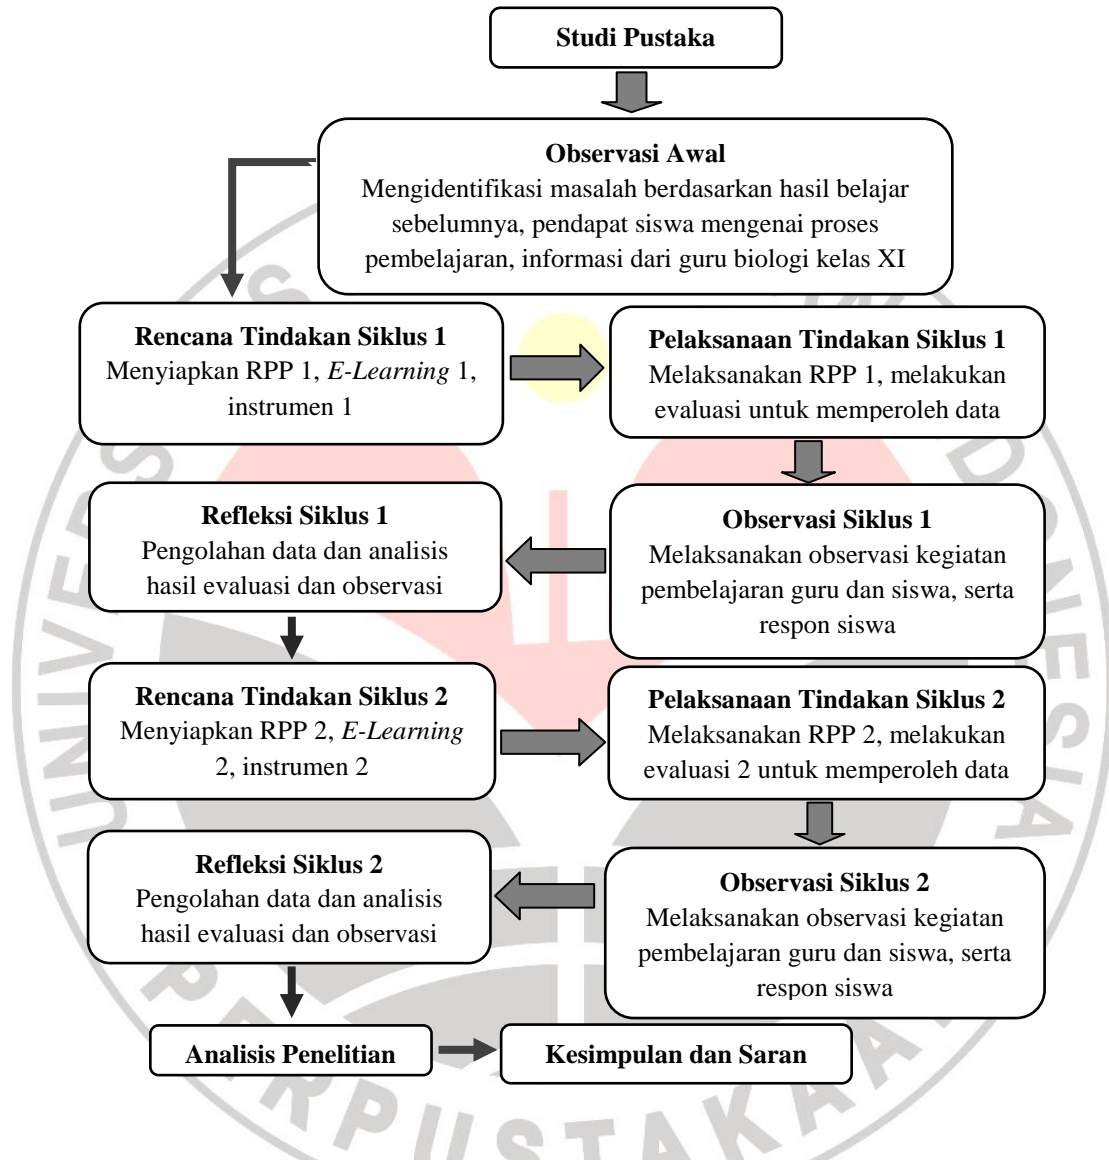 Studi Pustaka
Observasi Awal
Mengidentifikasi masalah berdasarkan hasil belajar
sebelumnya, pendapat siswa mengenai proses
pembelajaran, informasi dari guru biologi kelas XI
Rencana Tindakan Siklus 1
Menyiapkan RPP 1, E-Learning 1,
instrumen 1
Pelaksanaan Tindakan Siklus 1
Melaksanakan RPP 1, melakukan
evaluasi untuk memperoleh data
Observasi Siklus 1
Melaksanakan observasi kegiatan
pembelajaran guru dan siswa, serta
respon siswa
Refleksi Siklus 1
Pengolahan data dan analisis
hasil evaluasi dan observasi
Rencana Tindakan Siklus 2
Menyiapkan RPP 2, E-Learning
2, instrumen 2
Pelaksanaan Tindakan Siklus 2
Melaksanakan RPP 2, melakukan
evaluasi 2 untuk memperoleh data
Observasi Siklus 2
Melaksanakan observasi kegiatan
pembelajaran guru dan siswa, serta
respon siswa
Refleksi Siklus 2
Pengolahan data dan analisis
hasil evaluasi dan observasi
Analisis Penelitian
Kesimpulan dan Saran
PERPUSTAKAA